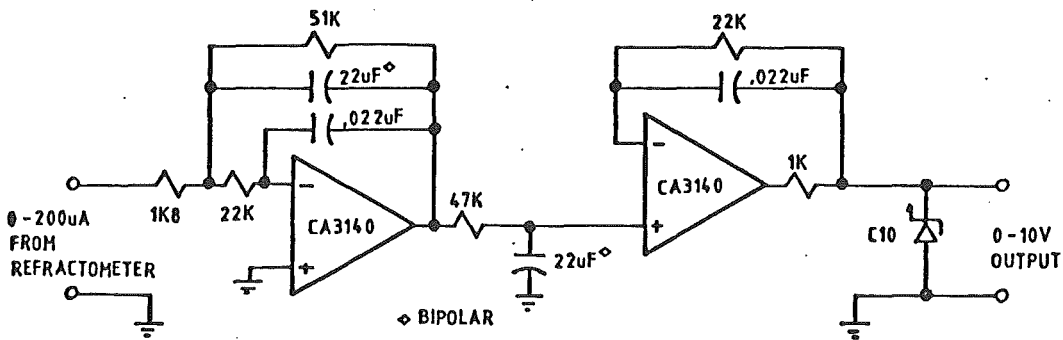 51K
22uF◇
,022uF
1K8
22K
-
+
CA3140
0-200uA
FROM
REFRACTOMETER
47K
22uF◇
◇ BIPOLAR
22K
,022uF
-
+
CA3140
1K
C10
0-10V
OUTPUT